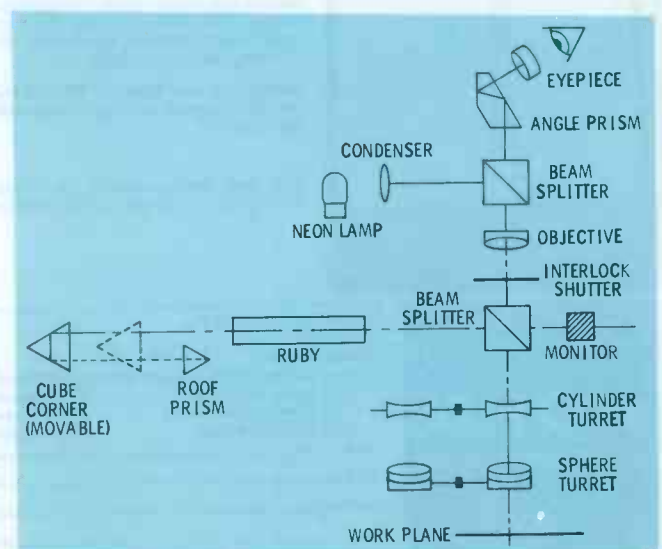 EYEPIECE
ANGLE PRISM
CONDENSER
BEAM
SPLITTER
NEON LAMP
OBJECTIVE
INTERLOCK
SHUTTER
BEAM
SPLITTER
RUBY
MONITOR
CUBE
CORNER
(MOVABLE)
ROOF
PRISM
CYLINDER
TURRET
SPHERE
TURRET
WORK PLANE